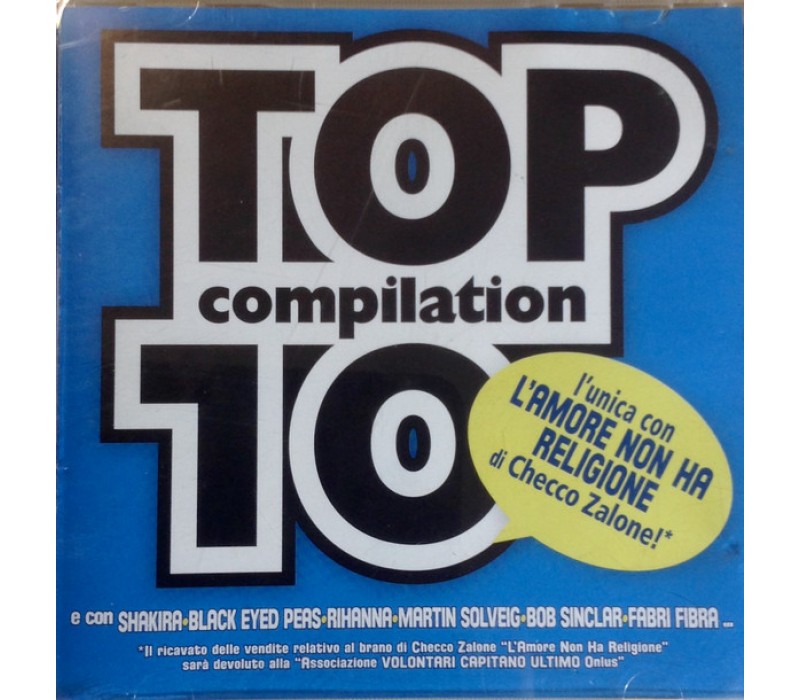 TOP
compilation
10
l'unica con
L'AMORE NON HA
RELIGIONE
di Checco Zalone!*
e con SHAKIRA•BLACK EYED PEAS•RIHANNA•MARTIN SOLVEIG•BOB SINCLAR•FABRI FIBRA ...
*Il ricavato delle vendite relativo al brano di Checco Zalone "L'Amore Non Ha Religione"
sarà devoluto alla "Associazione VOLONTARI CAPITANO ULTIMO Onlus"